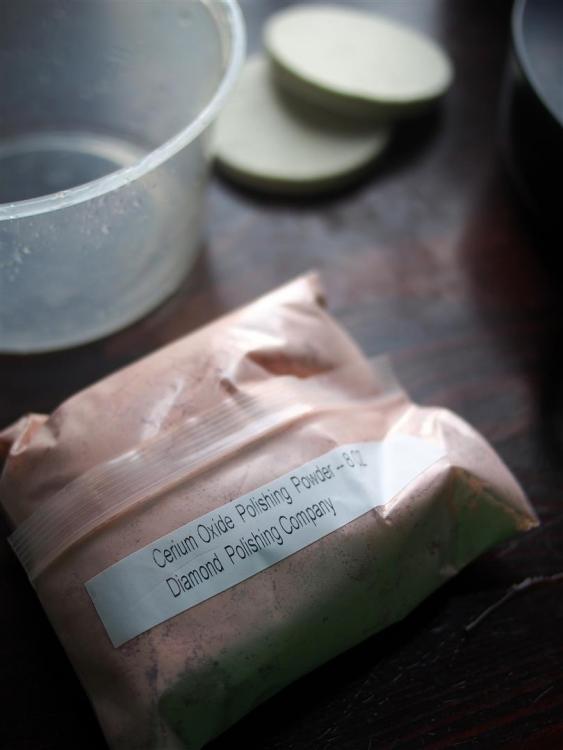 Cerium Oxide Polishing Powder -- 8 oz
Diamond Polishing Company